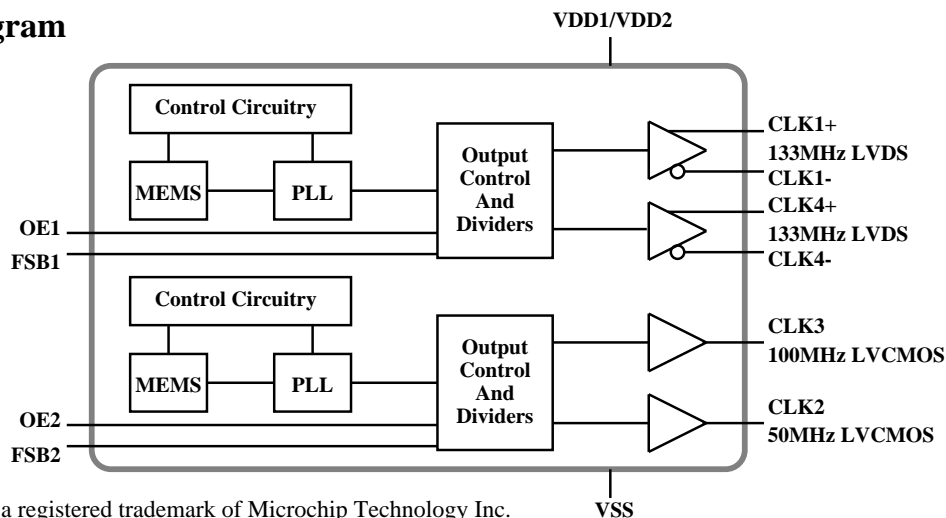 gram
VDD1/VDD2
Control Circuitry
MEMS
PLL
Output
Control
And
Dividers
CLK1+
133MHz LVDS
CLK1-
CLK4+
133MHz LVDS
CLK4-
OE1
FSB1
Control Circuitry
MEMS
PLL
Output
Control
And
Dividers
CLK3
100MHz LVCMOS
CLK2
50MHz LVCMOS
OE2
FSB2
VSS
a registered trademark of Microchip Technology Inc.